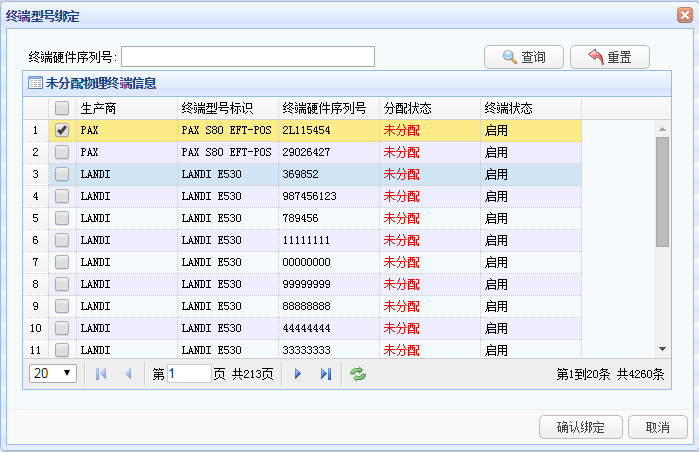 终端型号绑定
终端硬件序列号: 查询 重置
未分配物理终端信息
生产商 终端型号标识 终端硬件序列号 分配状态 终端状态
1 PAX PAX S80 EFT-POS 2L115454 未分配 启用
2 PAX PAX S80 EFT-POS 29026427 未分配 启用
3 LANDI LANDI E530 369852 未分配 启用
4 LANDI LANDI E530 987456123 未分配 启用
5 LANDI LANDI E530 789456 未分配 启用
6 LANDI LANDI E530 11111111 未分配 启用
7 LANDI LANDI E530 00000000 未分配 启用
8 LANDI LANDI E530 99999999 未分配 启用
9 LANDI LANDI E530 88888888 未分配 启用
10 LANDI LANDI E530 44444444 未分配 启用
11 LANDI LANDI E530 33333333 未分配 启用
20 第 1 页 共213页 第1到20条 共4260条
确认绑定 取消